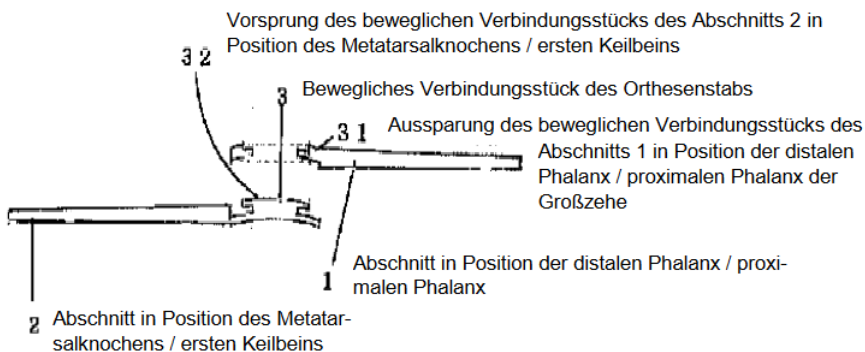 Vorsprung des beweglichen Verbindungsstücks des Abschnitts 2 in
Position des Metatarsalknochens / ersten Keilbeins
3 2
3 Bewegliches Verbindungsstück des Orthesenstabs
3 1 Aussparung des beweglichen Verbindungsstücks des
Abschnitts 1 in Position der distalen
Phalanx / proximalen Phalanx der
Großzehe
1 Abschnitt in Position der distalen Phalanx / proxi-
malen Phalanx
2 Abschnitt in Position des Metatar-
salknochens / ersten Keilbeins